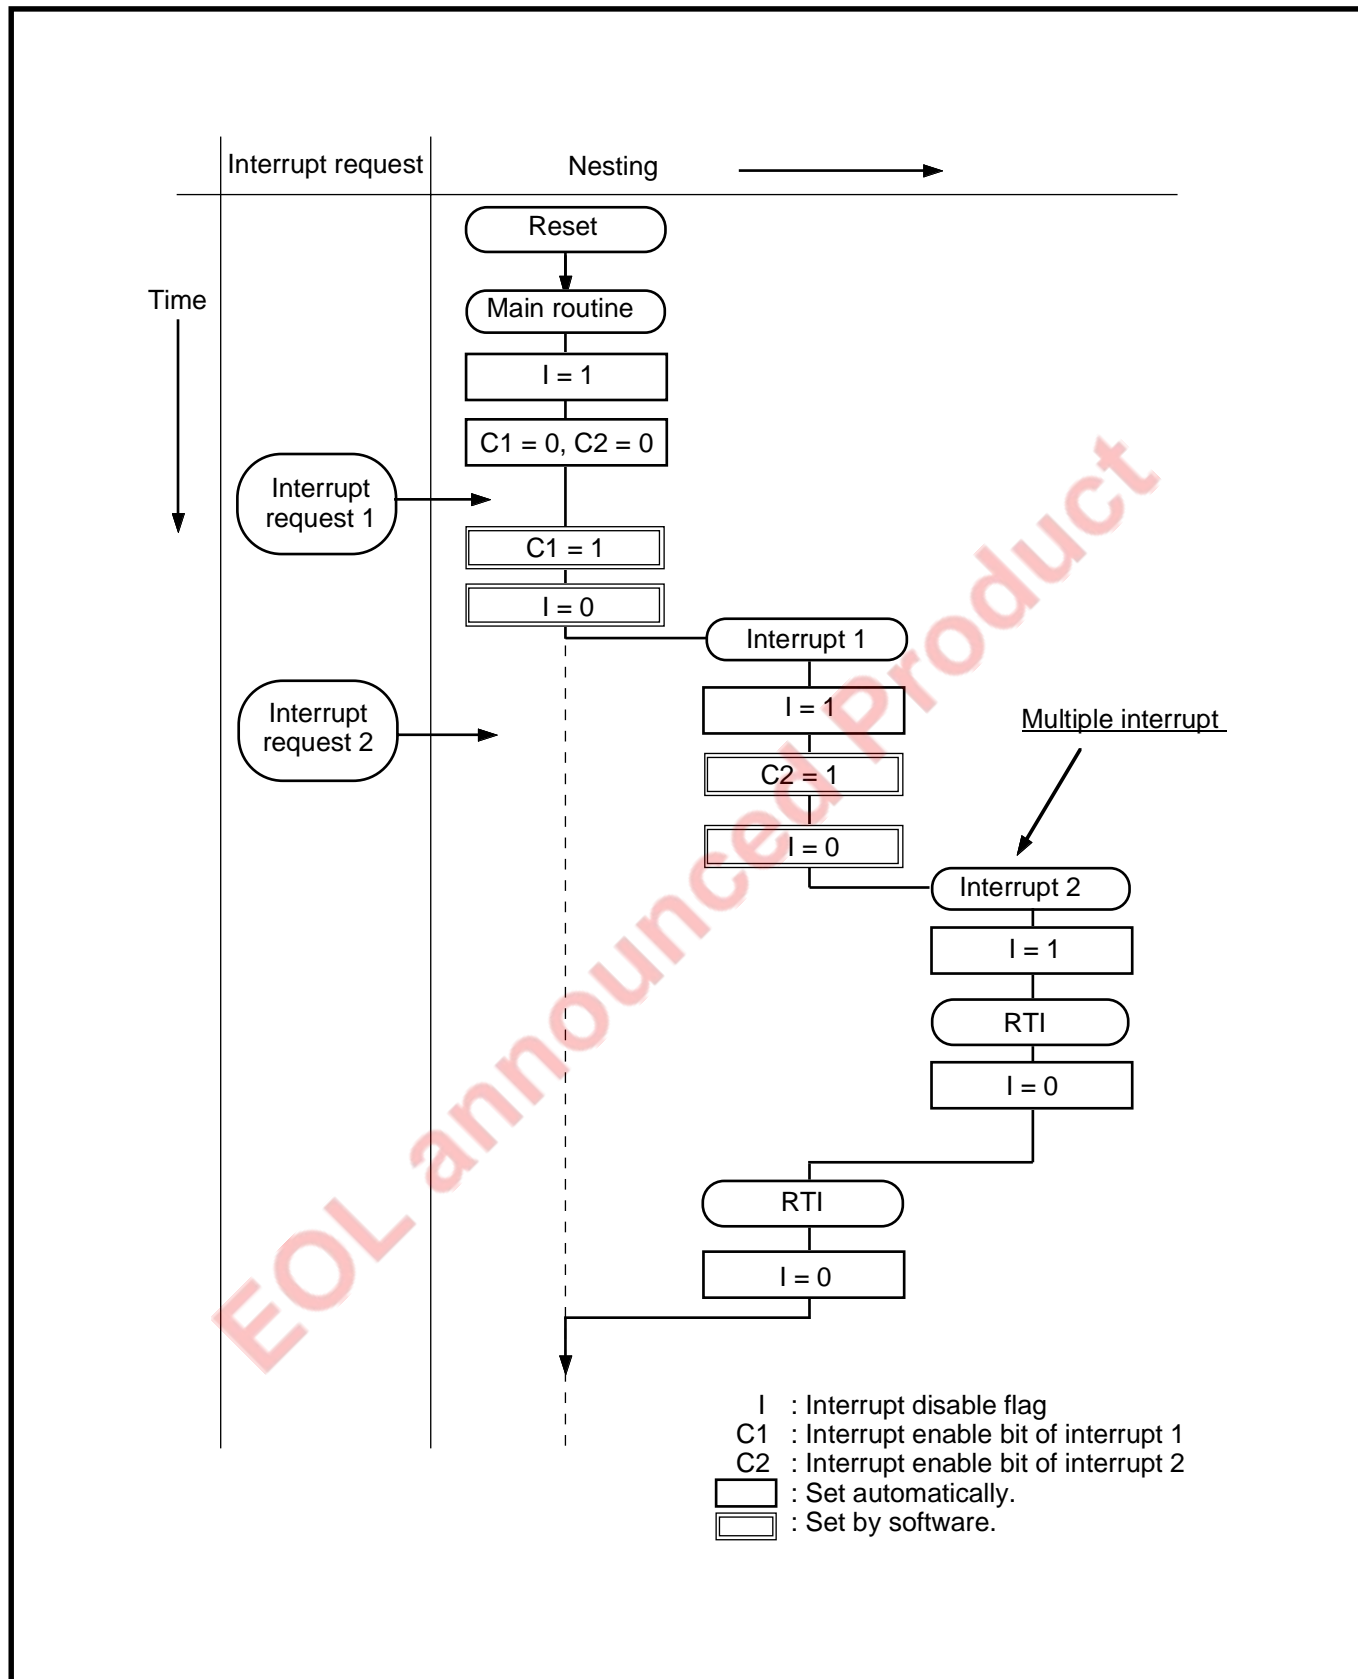 Interrupt request
Nesting
Reset
Time
Main routine
I = 1
C1 = 0, C2 = 0
Interrupt
request 1
C1 = 1
I = 0
Interrupt 1
I = 1
Interrupt
request 2
Multiple interrupt
C2 = 1
I = 0
Interrupt 2
I = 1
RTI
I = 0
RTI
I = 0
I : Interrupt disable flag
C1 : Interrupt enable bit of interrupt 1
C2 : Interrupt enable bit of interrupt 2
: Set automatically.
: Set by software.
EOL announced Product